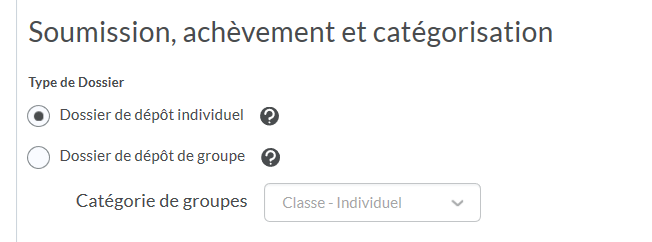 Soumission, achèvement et catégorisation
Type de Dossier
Dossier de dépôt individuel ?
Dossier de dépôt de groupe ?
Catégorie de groupes Classe - Individuel